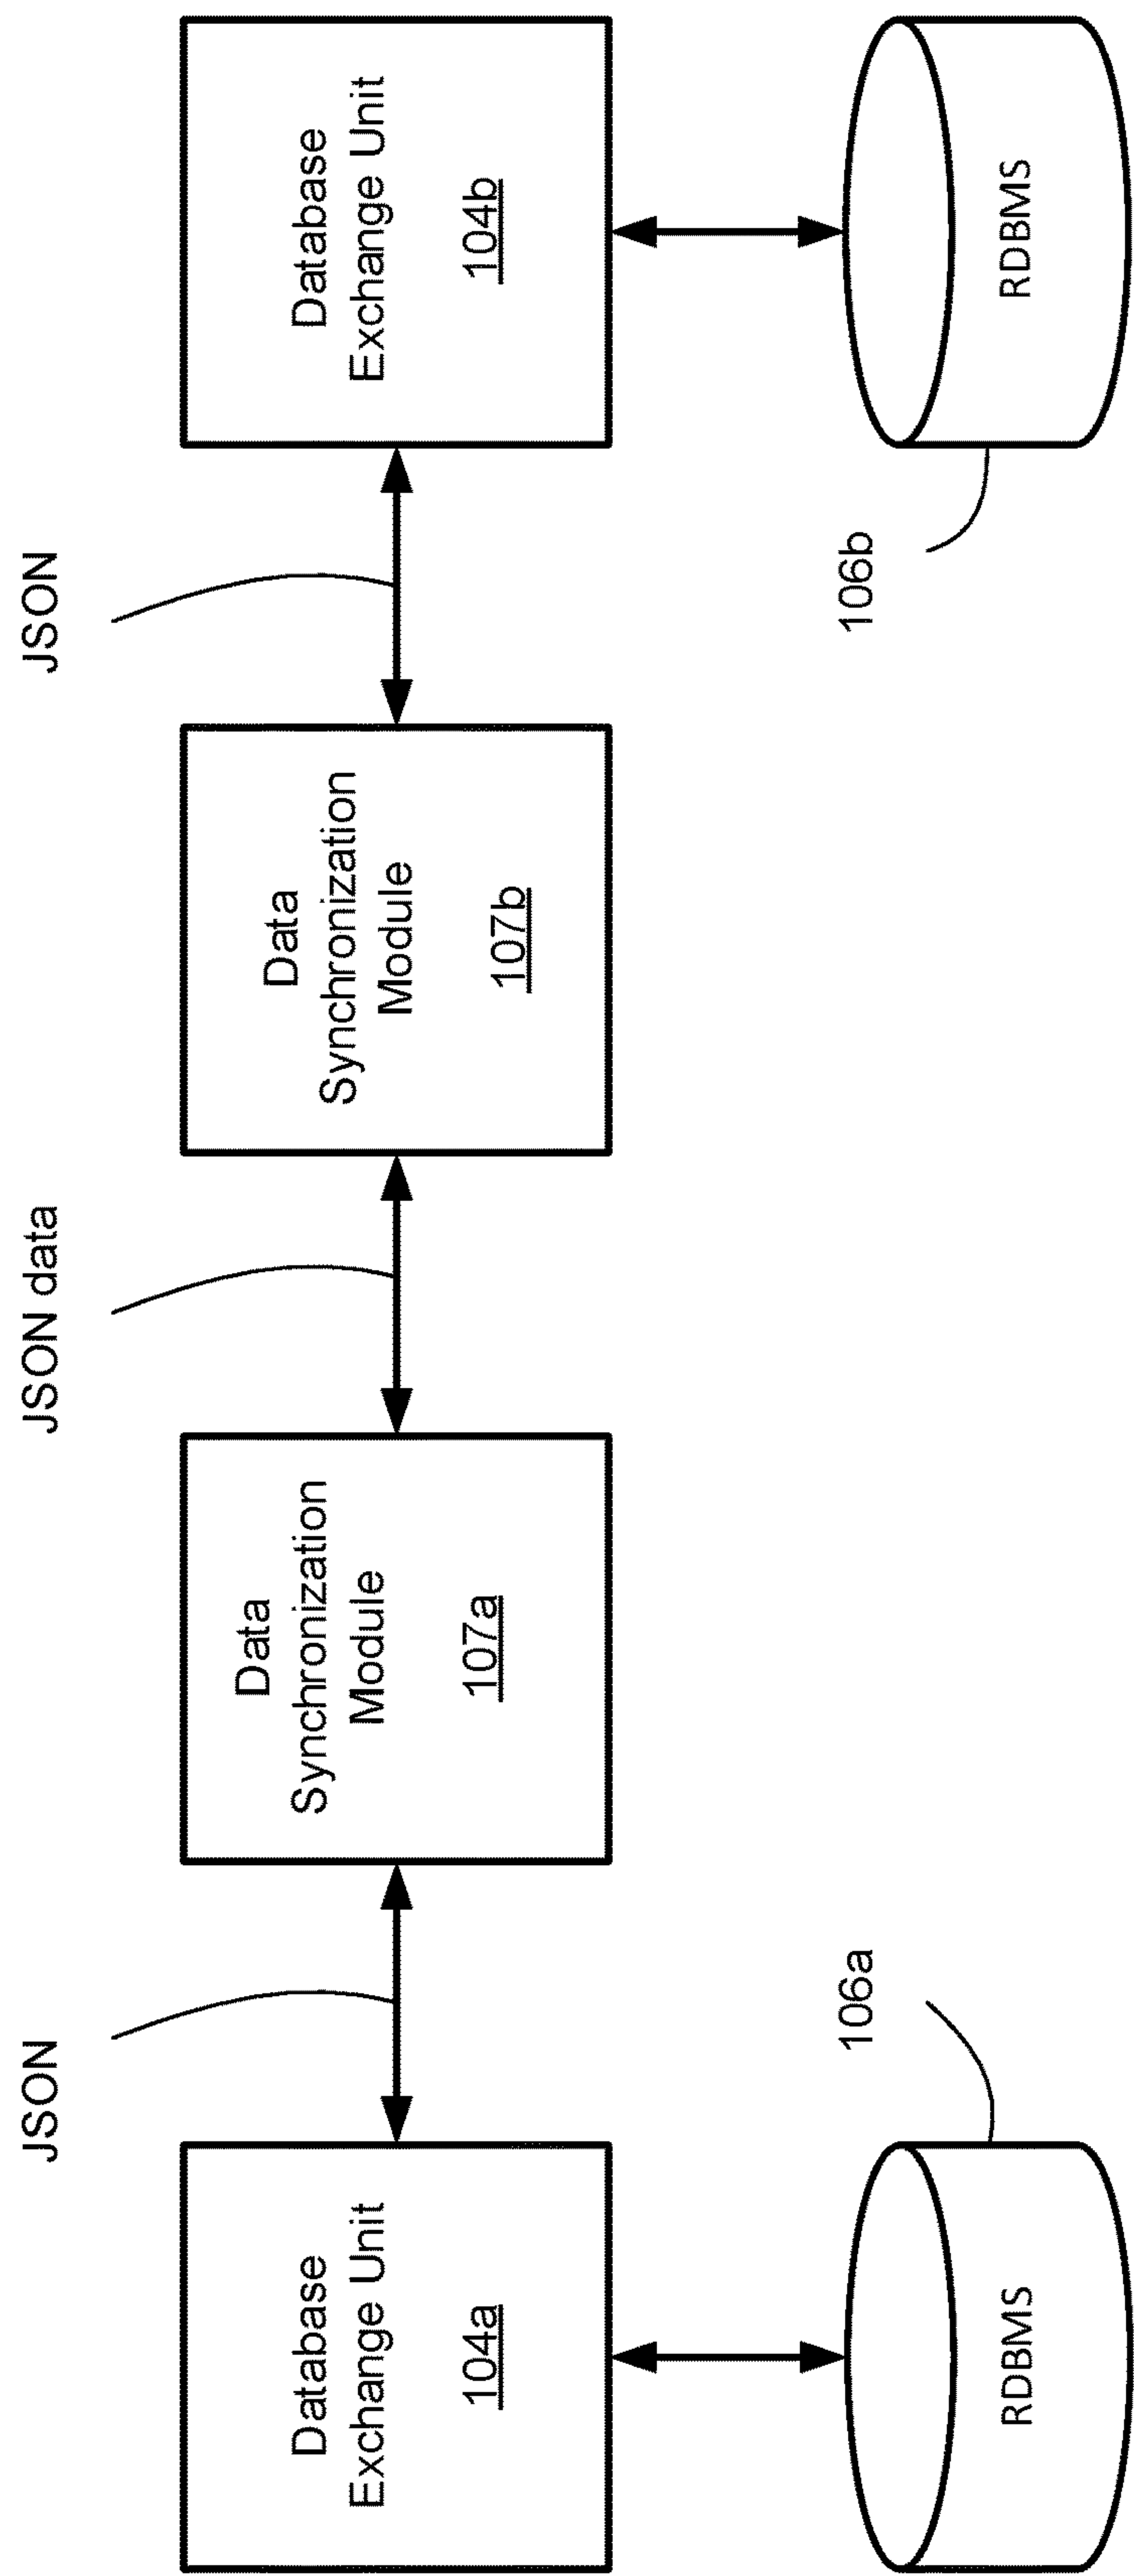 JSON
JSON data
JSON
Database
Exchange Unit
104a
Data
Synchronization
Module
107a
Data
Synchronization
Module
107b
Database
Exchange Unit
104b
106a
106b
RDBMS
RDBMS